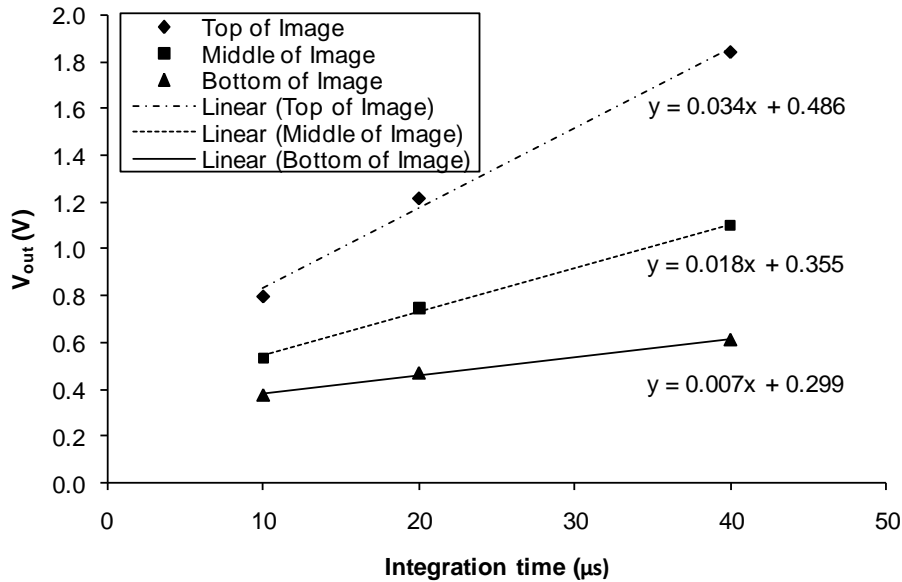 2.0
1.8
1.6
1.4
1.2
1.0
0.8
0.6
0.4
0.2
0.0
V_out (V)
Top of Image
Middle of Image
Bottom of Image
Linear (Top of Image)
Linear (Middle of Image)
Linear (Bottom of Image)
y = 0.034x + 0.486
y = 0.018x + 0.355
y = 0.007x + 0.299
0 10 20 30 40 50
Integration time (μs)